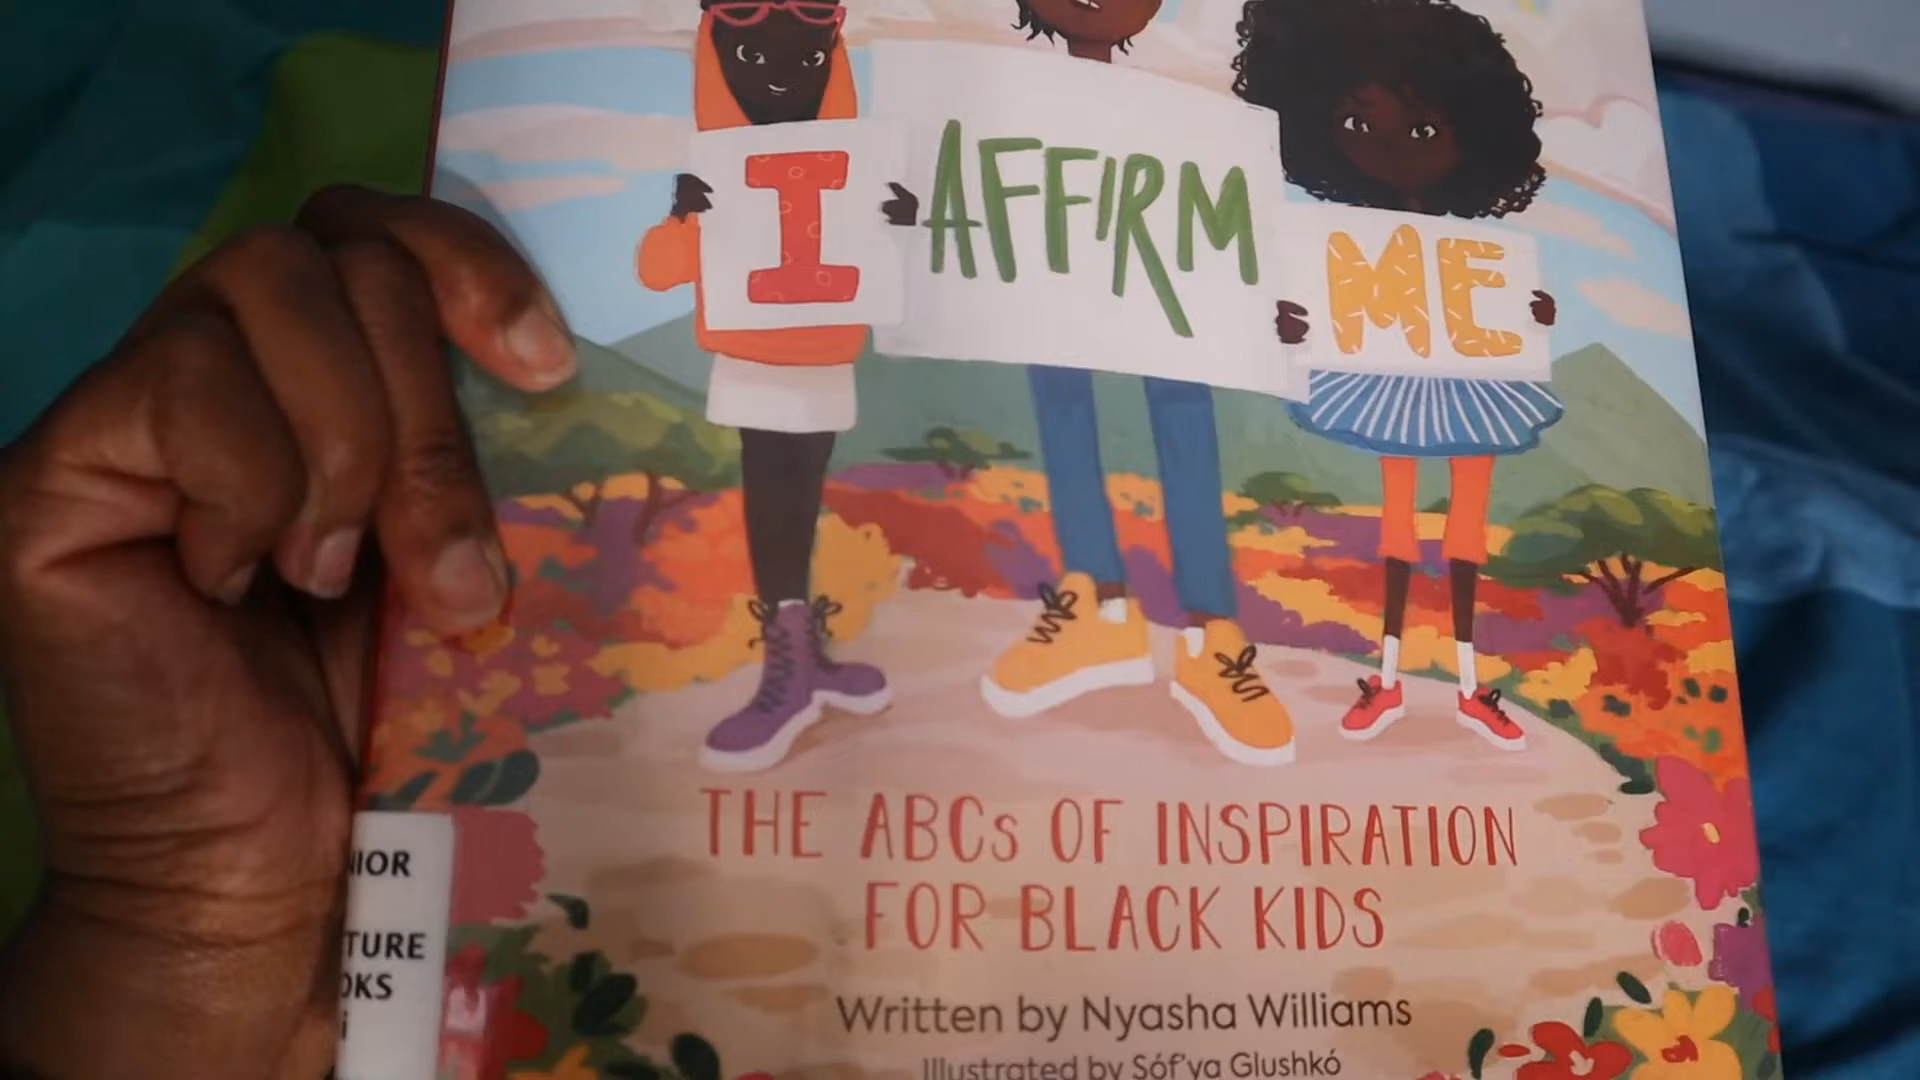 I AFFIRM ME
THE ABCs OF INSPIRATION
FOR BLACK KIDS
Written by Nyasha Williams
Illustrated by Sóf'ya Glushkó
NIOR
TURE
OKS
i